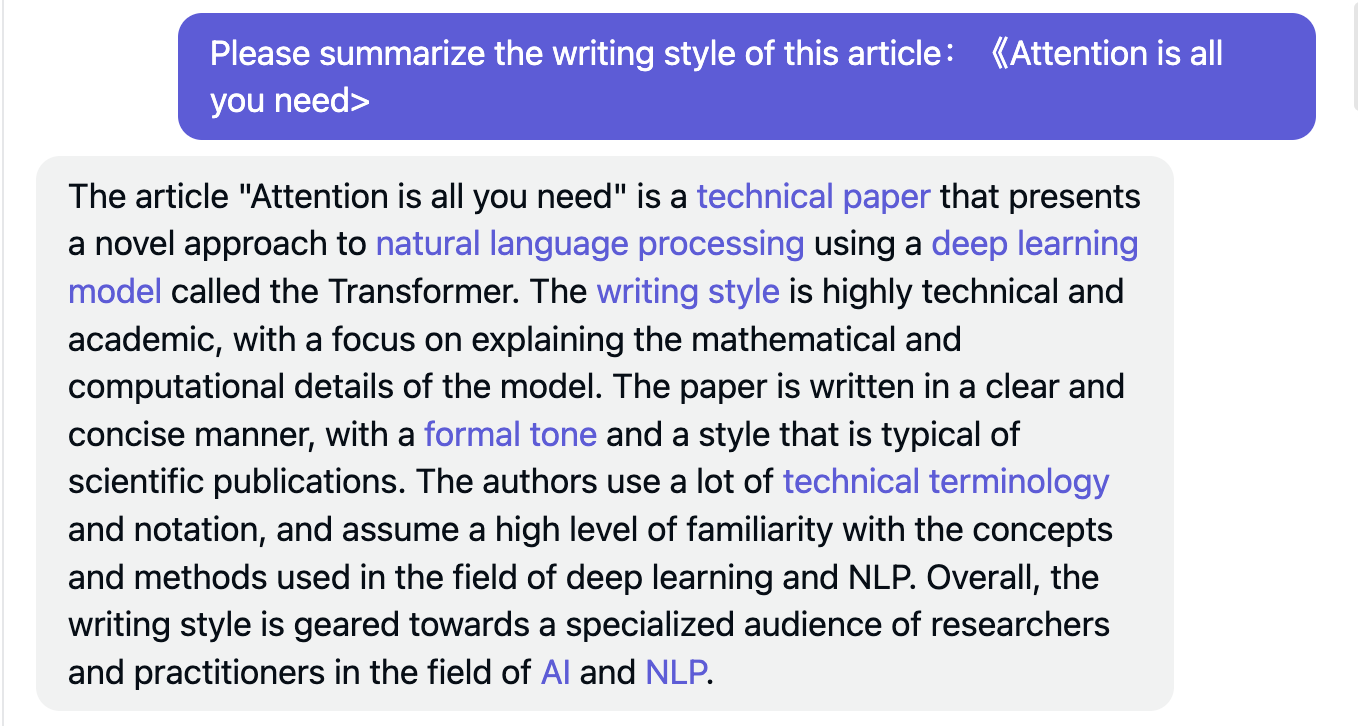 Please summarize the writing style of this article： 《Attention is all
you need>
The article "Attention is all you need" is a technical paper that presents
a novel approach to natural language processing using a deep learning
model called the Transformer. The writing style is highly technical and
academic, with a focus on explaining the mathematical and
computational details of the model. The paper is written in a clear and
concise manner, with a formal tone and a style that is typical of
scientific publications. The authors use a lot of technical terminology
and notation, and assume a high level of familiarity with the concepts
and methods used in the field of deep learning and NLP. Overall, the
writing style is geared towards a specialized audience of researchers
and practitioners in the field of AI and NLP.